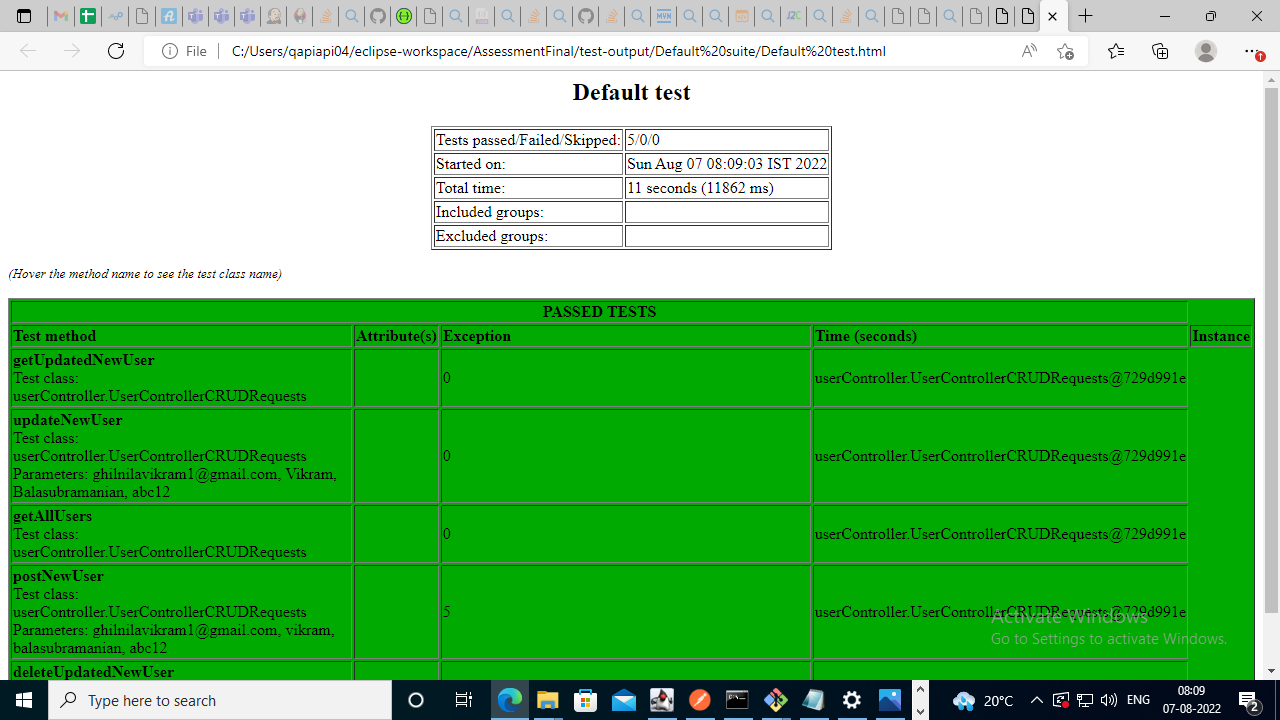 File
C:/Users/qapiapi04/eclipse-workspace/AssessmentFinal/test-output/Default%20suite/Default%20test.html
Default test
Tests passed/Failed/Skipped: 5/0/0
Started on: Sun Aug 07 08:09:03 IST 2022
Total time: 11 seconds (11862 ms)
Included groups:
Excluded groups:
(Hover the method name to see the test class name)
PASSED TESTS
Test method Attribute(s) Exception Time (seconds) Instance
getUpdatedNewUser
Test class:
userController.UserControllerCRUDRequests
0 userController.UserControllerCRUDRequests@729d991e
updateNewUser
Test class:
userController.UserControllerCRUDRequests
Parameters: ghilnilavikram1@gmail.com, Vikram,
Balasubramanian, abc12
0 userController.UserControllerCRUDRequests@729d991e
getAllUsers
Test class:
userController.UserControllerCRUDRequests
0 userController.UserControllerCRUDRequests@729d991e
postNewUser
Test class:
userController.UserControllerCRUDRequests
Parameters: ghilnilavikram1@gmail.com, vikram,
balasubramanian, abc12
5 userController.UserControllerCRUDRequests@729d991e
deleteUpdatedNewUser
Activate Windows
Go to Settings to activate Windows.
Type here to search
20°C
ENG
08:09
07-08-2022
2